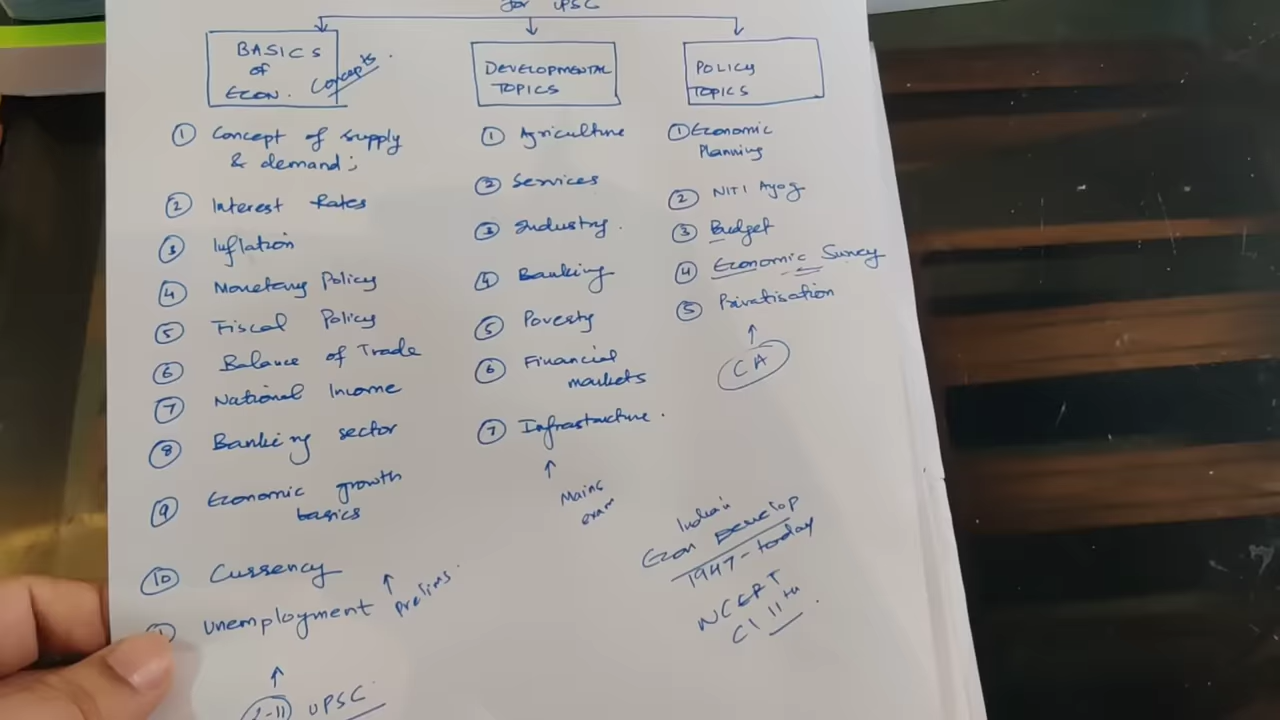 for UPSC
BASICS
of
ECON. Concepts.
① Concept of supply
& demand;
② Interest Rates
③ Inflation
④ Monetary Policy
⑤ Fiscal Policy
⑥ Balance of Trade
⑦ National Income
⑧ Banking sector
⑨ Economic growth
basics
⑩ Currency
unemployment
Prelims.
2-11 UPSC
DEVELOPMENTAL
TOPICS
① Agriculture
② Services
③ Industry.
④ Banking
⑤ Poverty
⑥ Financial
markets
⑦ Infrastructure.
Mains
exam
POLICY
TOPICS
① Economic
Planning
② NITI Ayog
③ Budget
④ Economic Survey
⑤ Privatisation
CA
Indian
Econ Develop
1947-today
NCERT
Cl 11th.